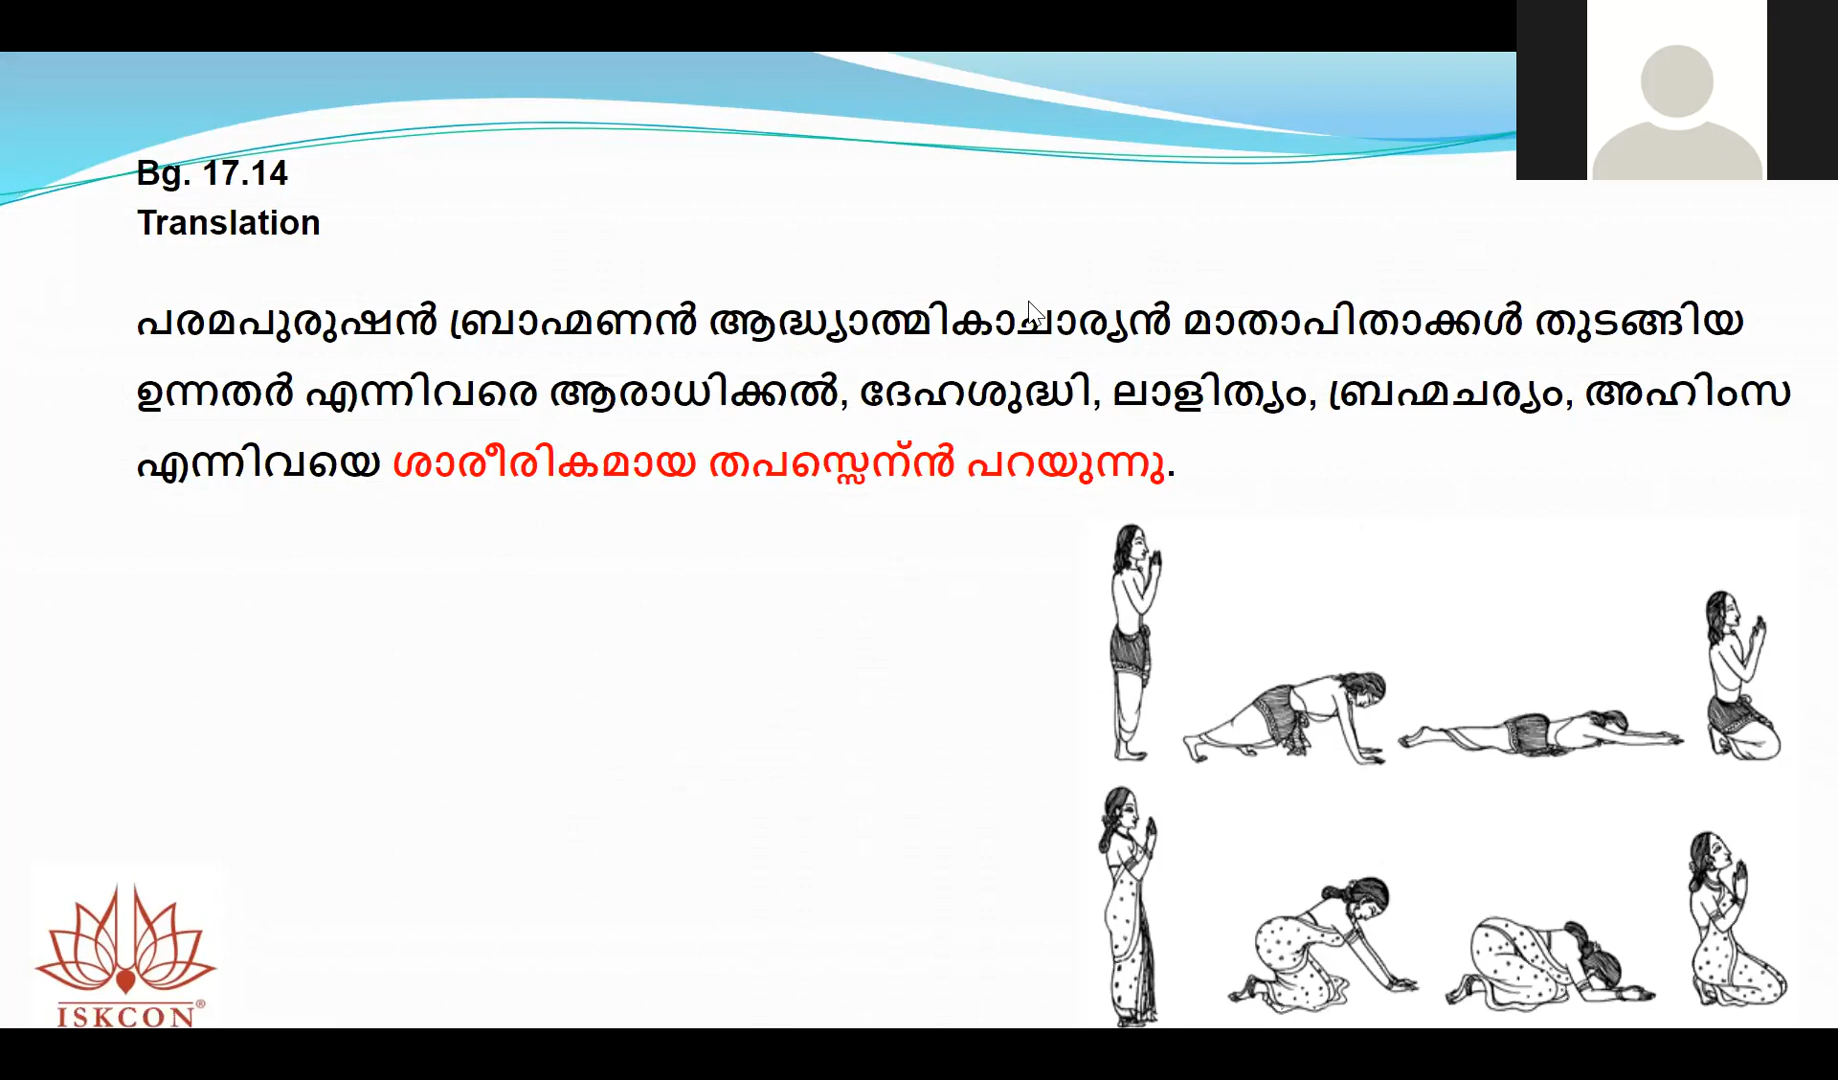 Bg. 17.14
Translation
പരമപുരുഷൻ ബ്രാഹ്മണൻ ആദ്ധ്യാത്മികാചാര്യൻ മാതാപിതാക്കൾ തുടങ്ങിയ
ഉന്നതർ എന്നിവരെ ആരാധിക്കൽ, ദേഹശുദ്ധി, ലാളിത്യം, ബ്രഹ്മചര്യം, അഹിംസ
എന്നിവയെ ശാരീരികമായ തപസ്സെന്ന്‍ പറയുന്നു.
ISKCON®